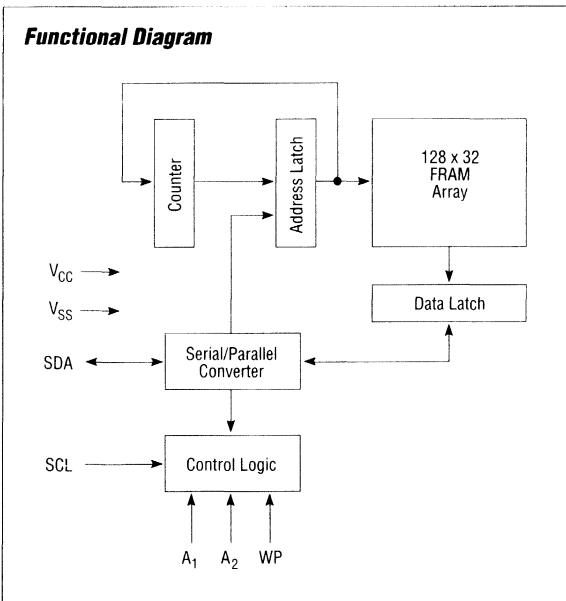 Functional Diagram
Counter
Address Latch
128 x 32
FRAM
Array
V_CC
V_SS
Data Latch
SDA
Serial/Parallel
Converter
SCL
Control Logic
A_1 A_2 WP